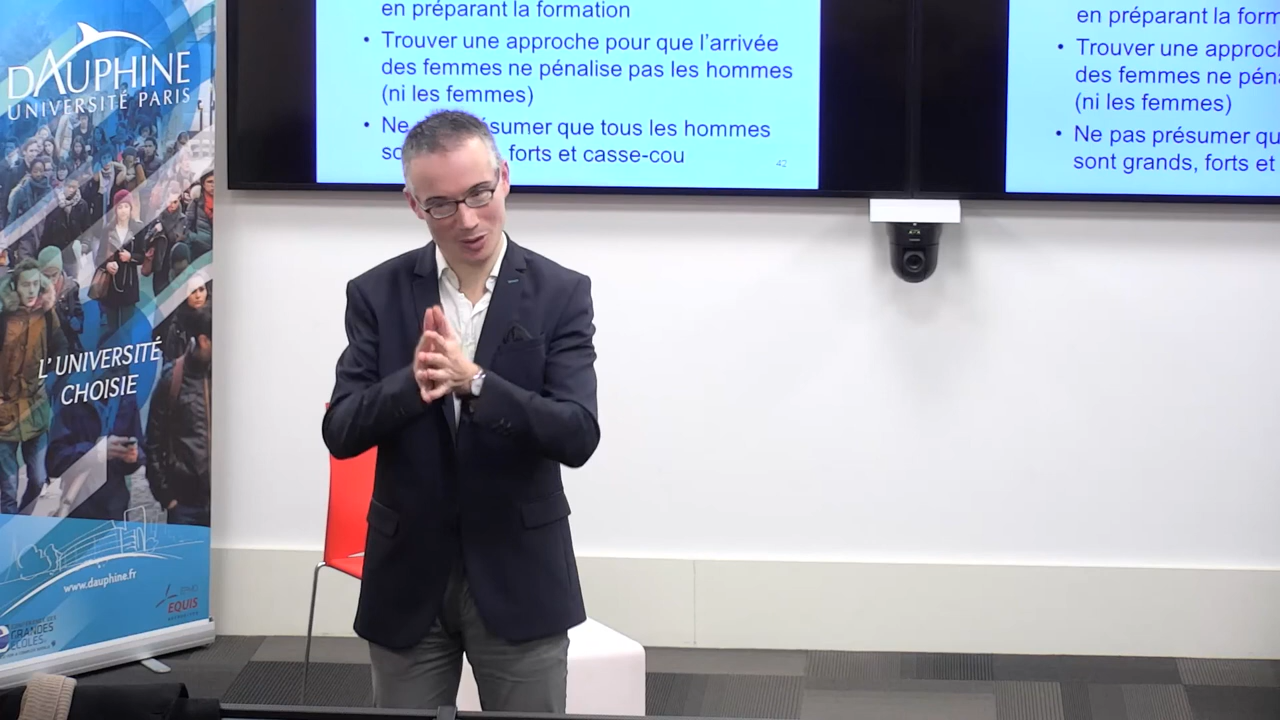 DAUPHINE
UNIVERSITÉ PARIS
L'UNIVERSITÉ
CHOISIE
www.dauphine.fr
EQUIS
GRANDES
ECOLES
en préparant la formation
• Trouver une approche pour que l'arrivée
des femmes ne pénalise pas les hommes
(ni les femmes)
• Ne sumer que tous les hommes
forts et casse-cou
42
en préparant la form
• Trouver une approc
des femmes ne péna
(ni les femmes)
• Ne pas présumer qu
sont grands, forts et